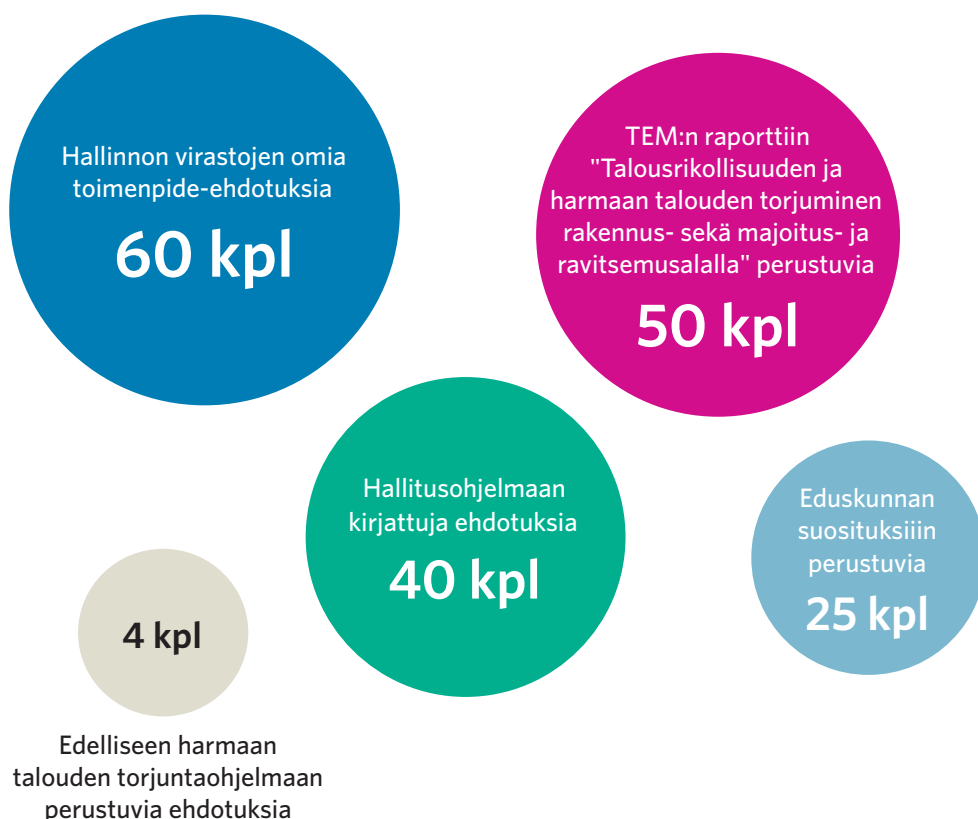 Hallinnon virastojen omia
toimenpide-ehdotuksia
60 kpl
TEM:n raporttiin
"Talousrikollisuuden ja
harmaan talouden torjuminen
rakennus- sekä majoitus- ja
ravitsemusalalla" perustuvia
50 kpl
Hallitusohjelmaan
kirjattuja ehdotuksia
40 kpl
Eduskunnan
suosituksiiin
perustuvia
25 kpl
4 kpl
Edelliseen harmaan
talouden torjuntaohjelmaan
perustuvia ehdotuksia